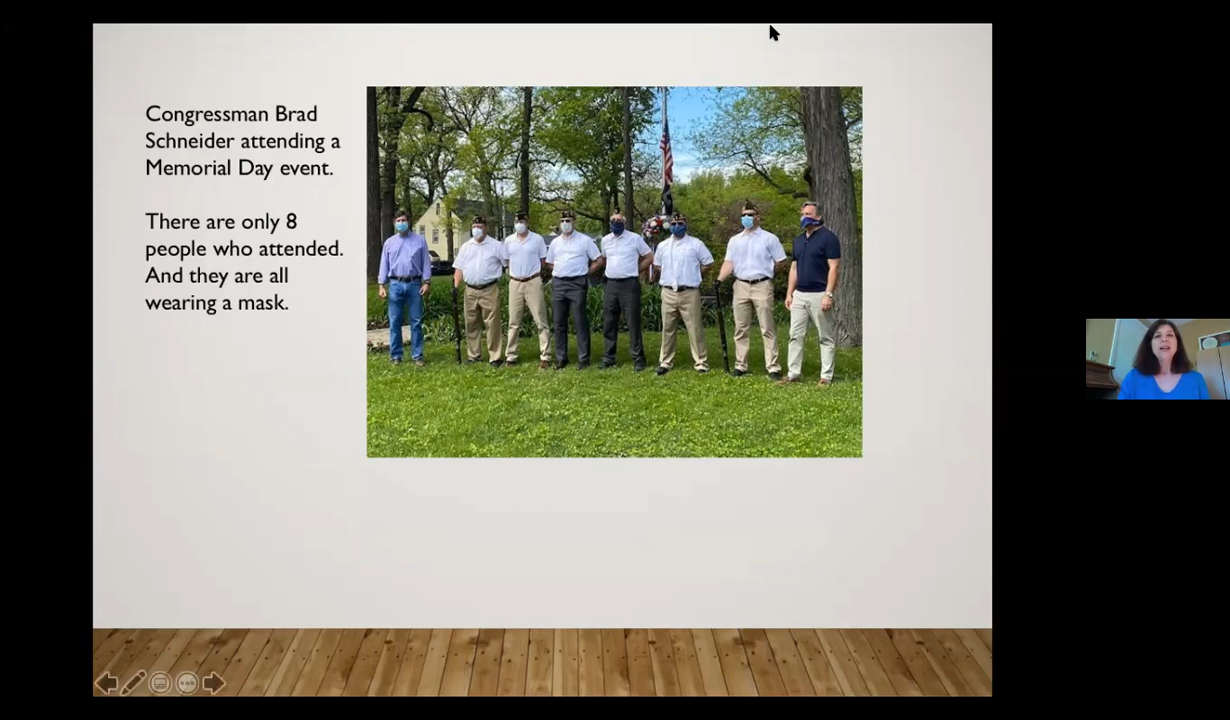 Congressman Brad
Schneider attending a
Memorial Day event.
There are only 8
people who attended.
And they are all
wearing a mask.